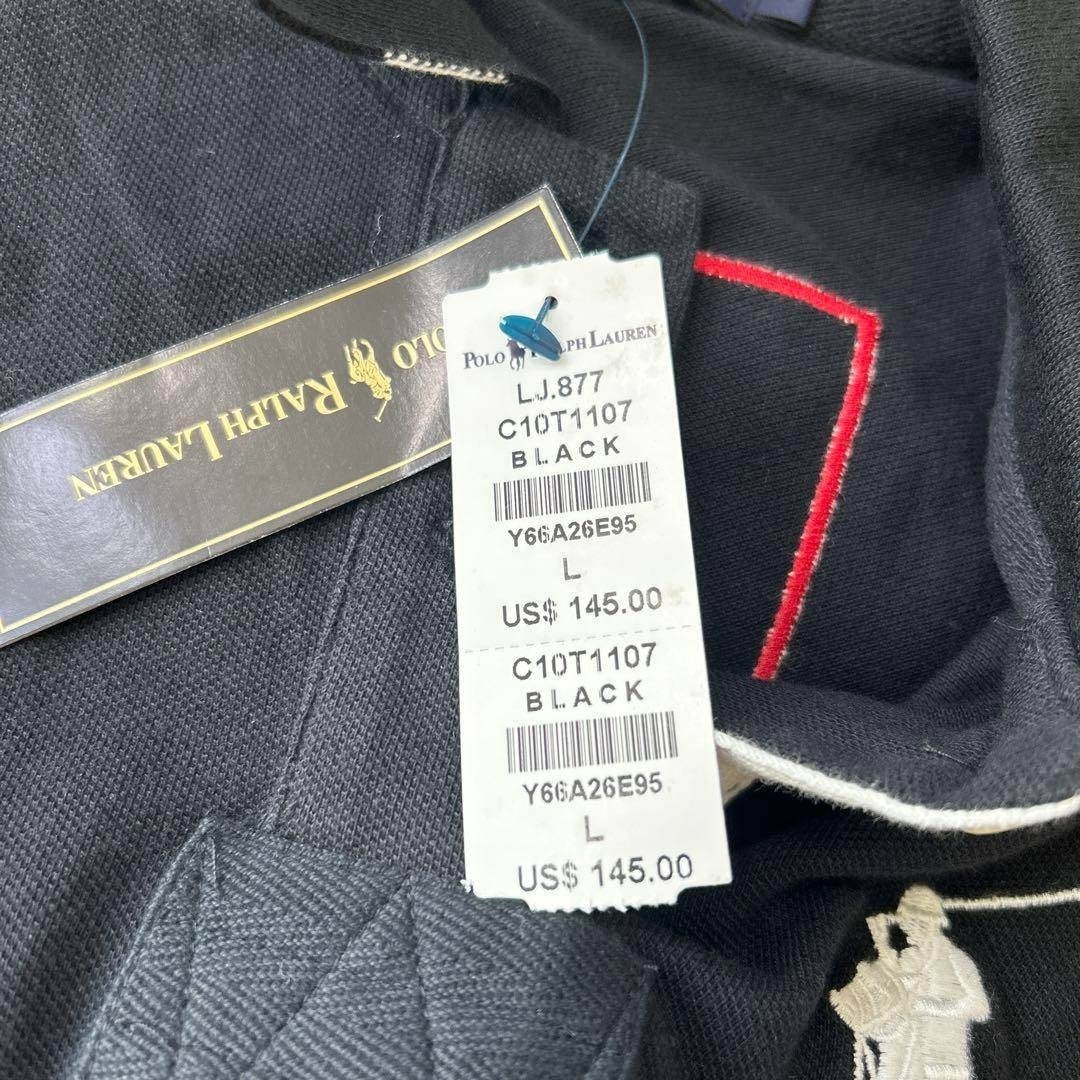 POLO RALPH LAUREN
POLO RALPH LAUREN
LJ.877
C10T1107
BLACK
Y66A26E95
L
US$ 145.00
C10T1107
BLACK
Y66A26E95
L
US$ 145.00